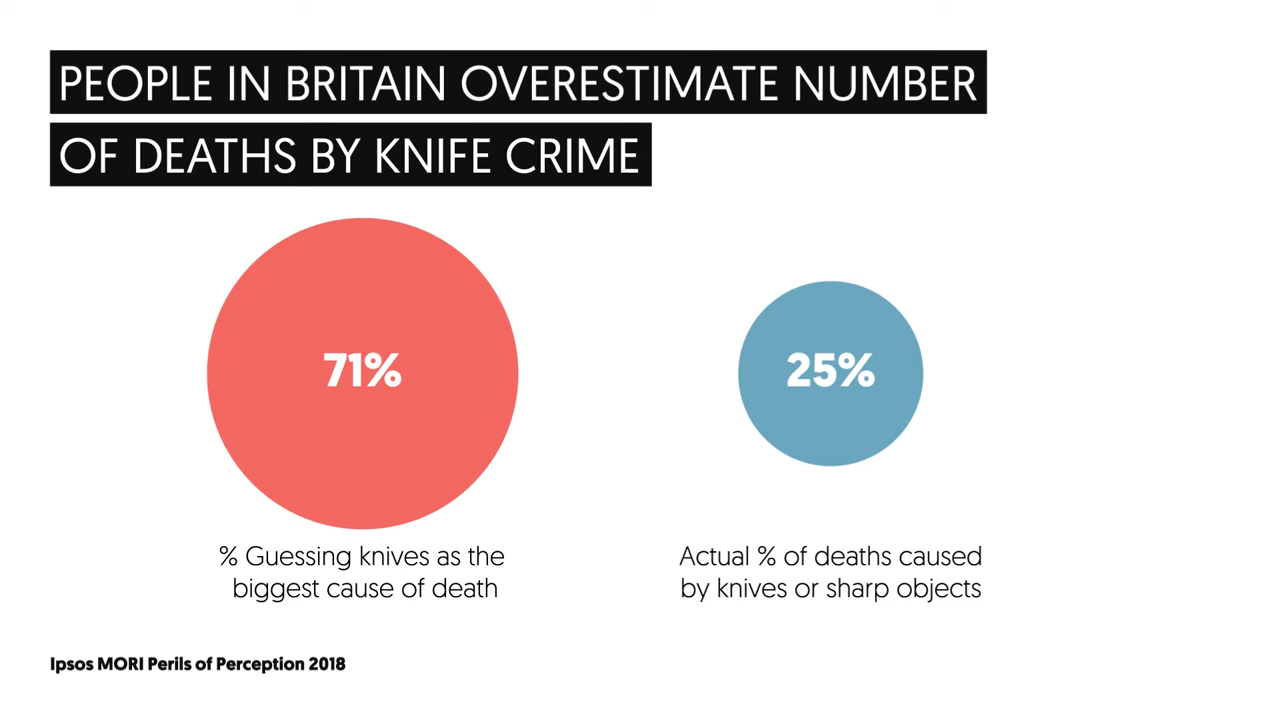 PEOPLE IN BRITAIN OVERESTIMATE NUMBER
OF DEATHS BY KNIFE CRIME
71%
25%
% Guessing knives as the
biggest cause of death
Actual % of deaths caused
by knives or sharp objects
Ipsos MORI Perils of Perception 2018